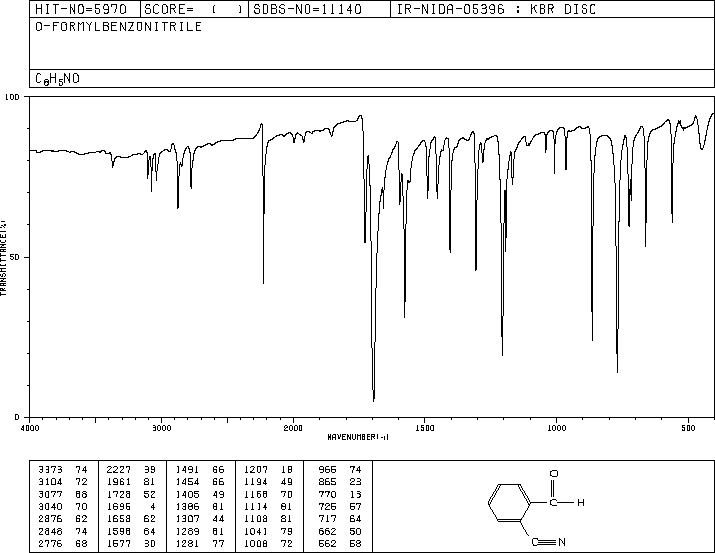 HIT-NO=5970 SCORE= ( ) SDBS-NO=11140 IR-NIDA-05396 : KBR DISC
O-FORMYLBENZONITRILE
C8H5NO
100
50
0
TRANSMITTANCE(%)
4000 3000 2000 1500 1000 500
WAVENUMBER(-1)
3373 74 2227 39 1491 66 1207 18 966 74
3104 72 1961 81 1454 66 1194 49 865 23
3077 68 1728 52 1405 49 1168 70 770 13
3040 70 1695 4 1386 81 1114 81 725 57
2876 62 1658 62 1307 44 1108 81 717 64
2848 74 1598 64 1289 81 1041 79 662 50
2776 68 1577 30 1281 77 1008 72 562 58
O
C H
C N